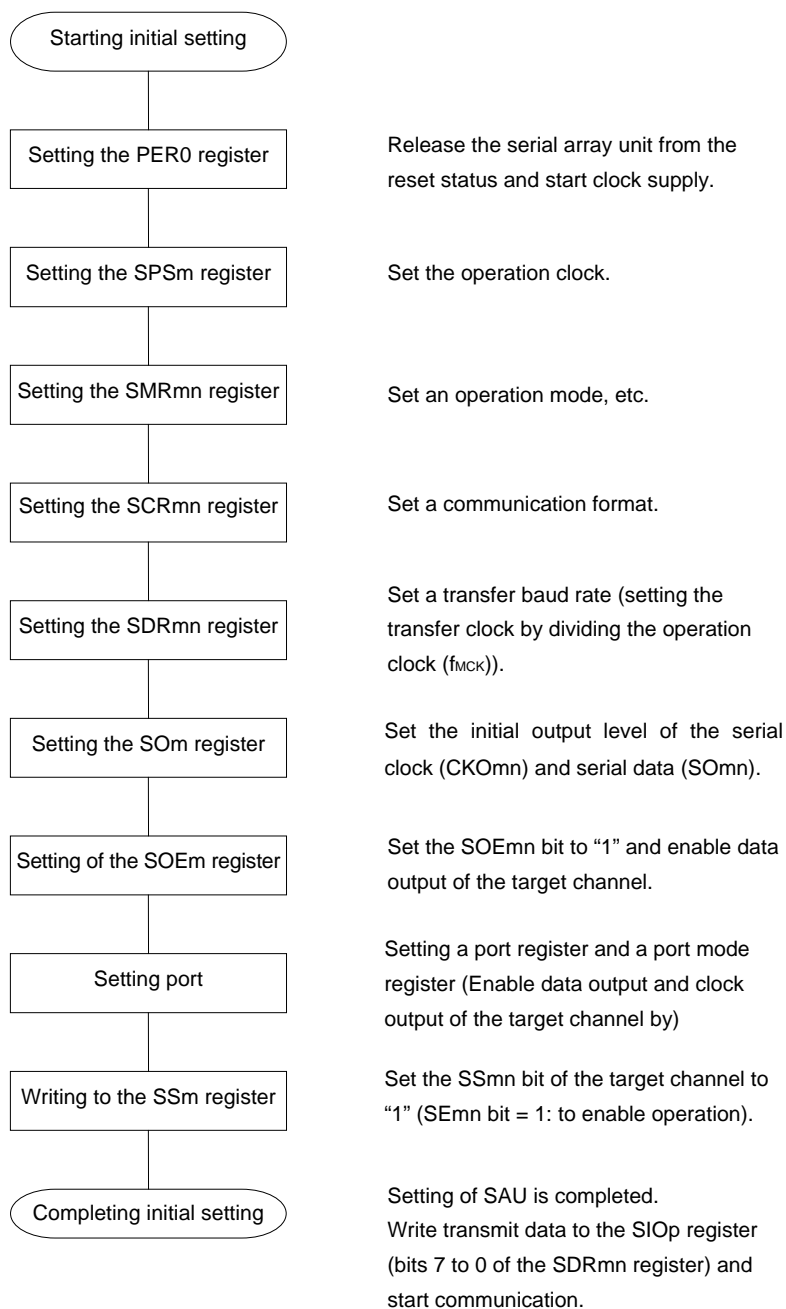 Starting initial setting
Setting the PER0 register
Release the serial array unit from the
reset status and start clock supply.
Setting the SPSm register
Set the operation clock.
Setting the SMRmn register
Set an operation mode, etc.
Setting the SCRmn register
Set a communication format.
Setting the SDRmn register
Set a transfer baud rate (setting the
transfer clock by dividing the operation
clock (fMCK)).
Setting the SOm register
Set the initial output level of the serial
clock (CKOmn) and serial data (SOmn).
Setting of the SOEm register
Set the SOEmn bit to “1” and enable data
output of the target channel.
Setting port
Setting a port register and a port mode
register (Enable data output and clock
output of the target channel by)
Writing to the SSm register
Set the SSmn bit of the target channel to
“1” (SEmn bit = 1: to enable operation).
Completing initial setting
Setting of SAU is completed.
Write transmit data to the SIOp register
(bits 7 to 0 of the SDRmn register) and
start communication.